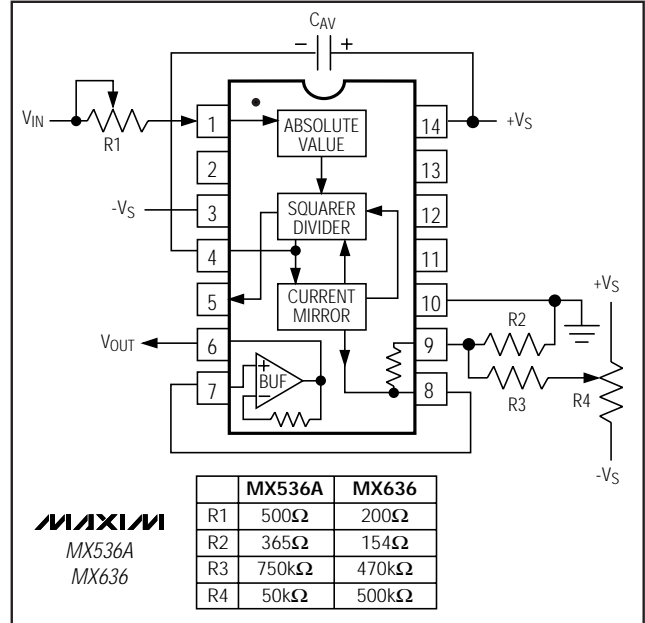 CAV
− +
VIN
R1
1
ABSOLUTE
VALUE
14
+VS
2
13
-VS
3
SQUARER
DIVIDER
12
4
11
5
CURRENT
MIRROR
10
+VS
VOUT
6
9
R2
7
+
BUF
−
8
R3
R4
-VS
MX536A MX636
R1 500Ω 200Ω
R2 365Ω 154Ω
R3 750kΩ 470kΩ
R4 50kΩ 500kΩ
MAXIM
MX536A
MX636